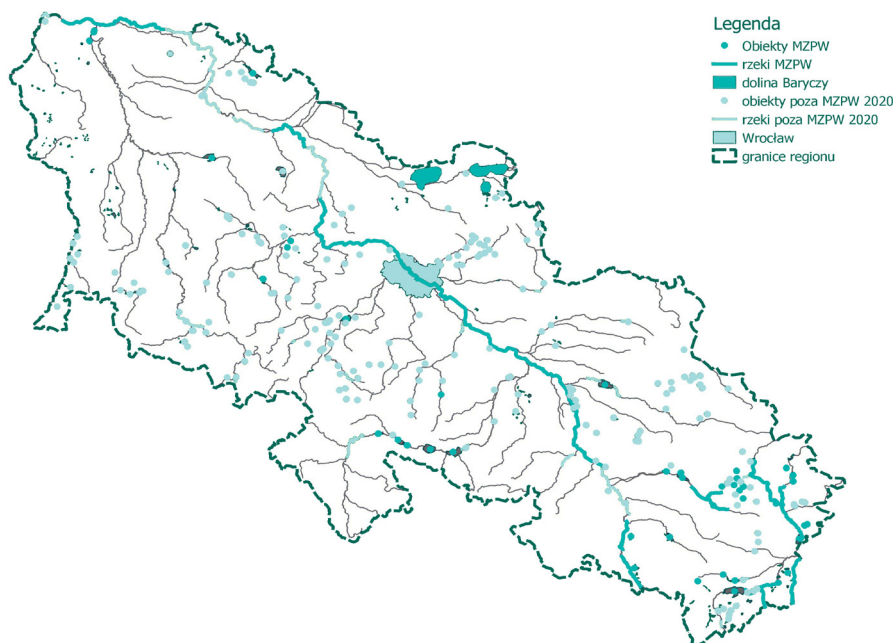 Legenda
Obiekty MZPW
rzeki MZPW
dolina Baryczy
obiekty poza MZPW 2020
rzeki poza MZPW 2020
Wrocław
granice regionu